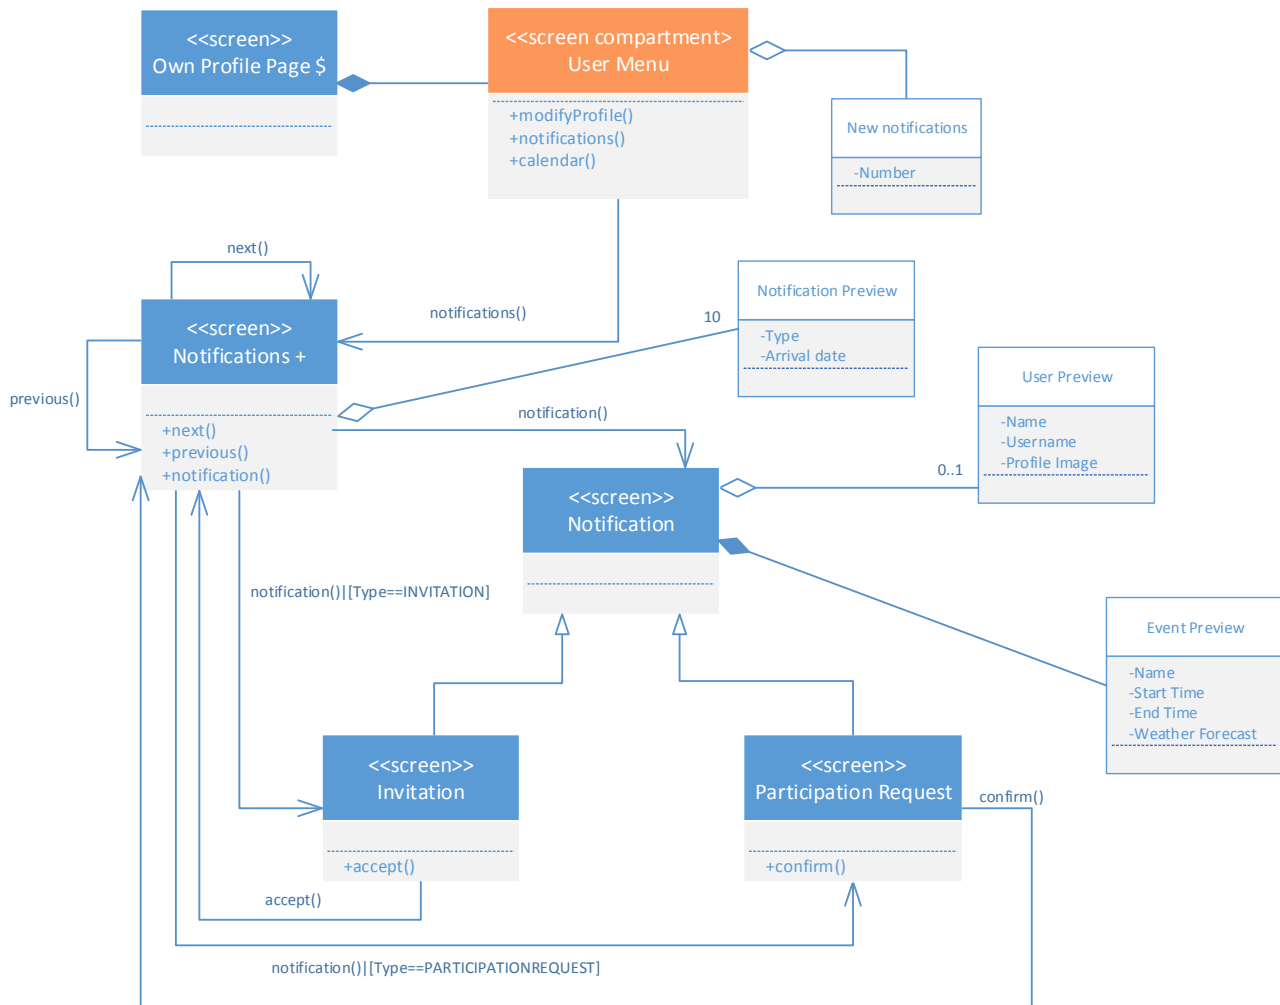 <<screen>>
Own Profile Page $
<<screen compartment>
User Menu
+modifyProfile()
+notifications()
+calendar()
New notifications
-Number
next()
<<screen>>
Notifications +
+next()
+previous()
+notification()
previous()
notifications()
10
Notification Preview
-Type
-Arrival date
notification()
User Preview
-Name
-Username
-Profile Image
0..1
<<screen>>
Notification
notification()|[Type==INVITATION]
Event Preview
-Name
-Start Time
-End Time
-Weather Forecast
<<screen>>
Invitation
+accept()
<<screen>>
Participation Request
+confirm()
confirm()
accept()
notification()|[Type==PARTICIPATIONREQUEST]